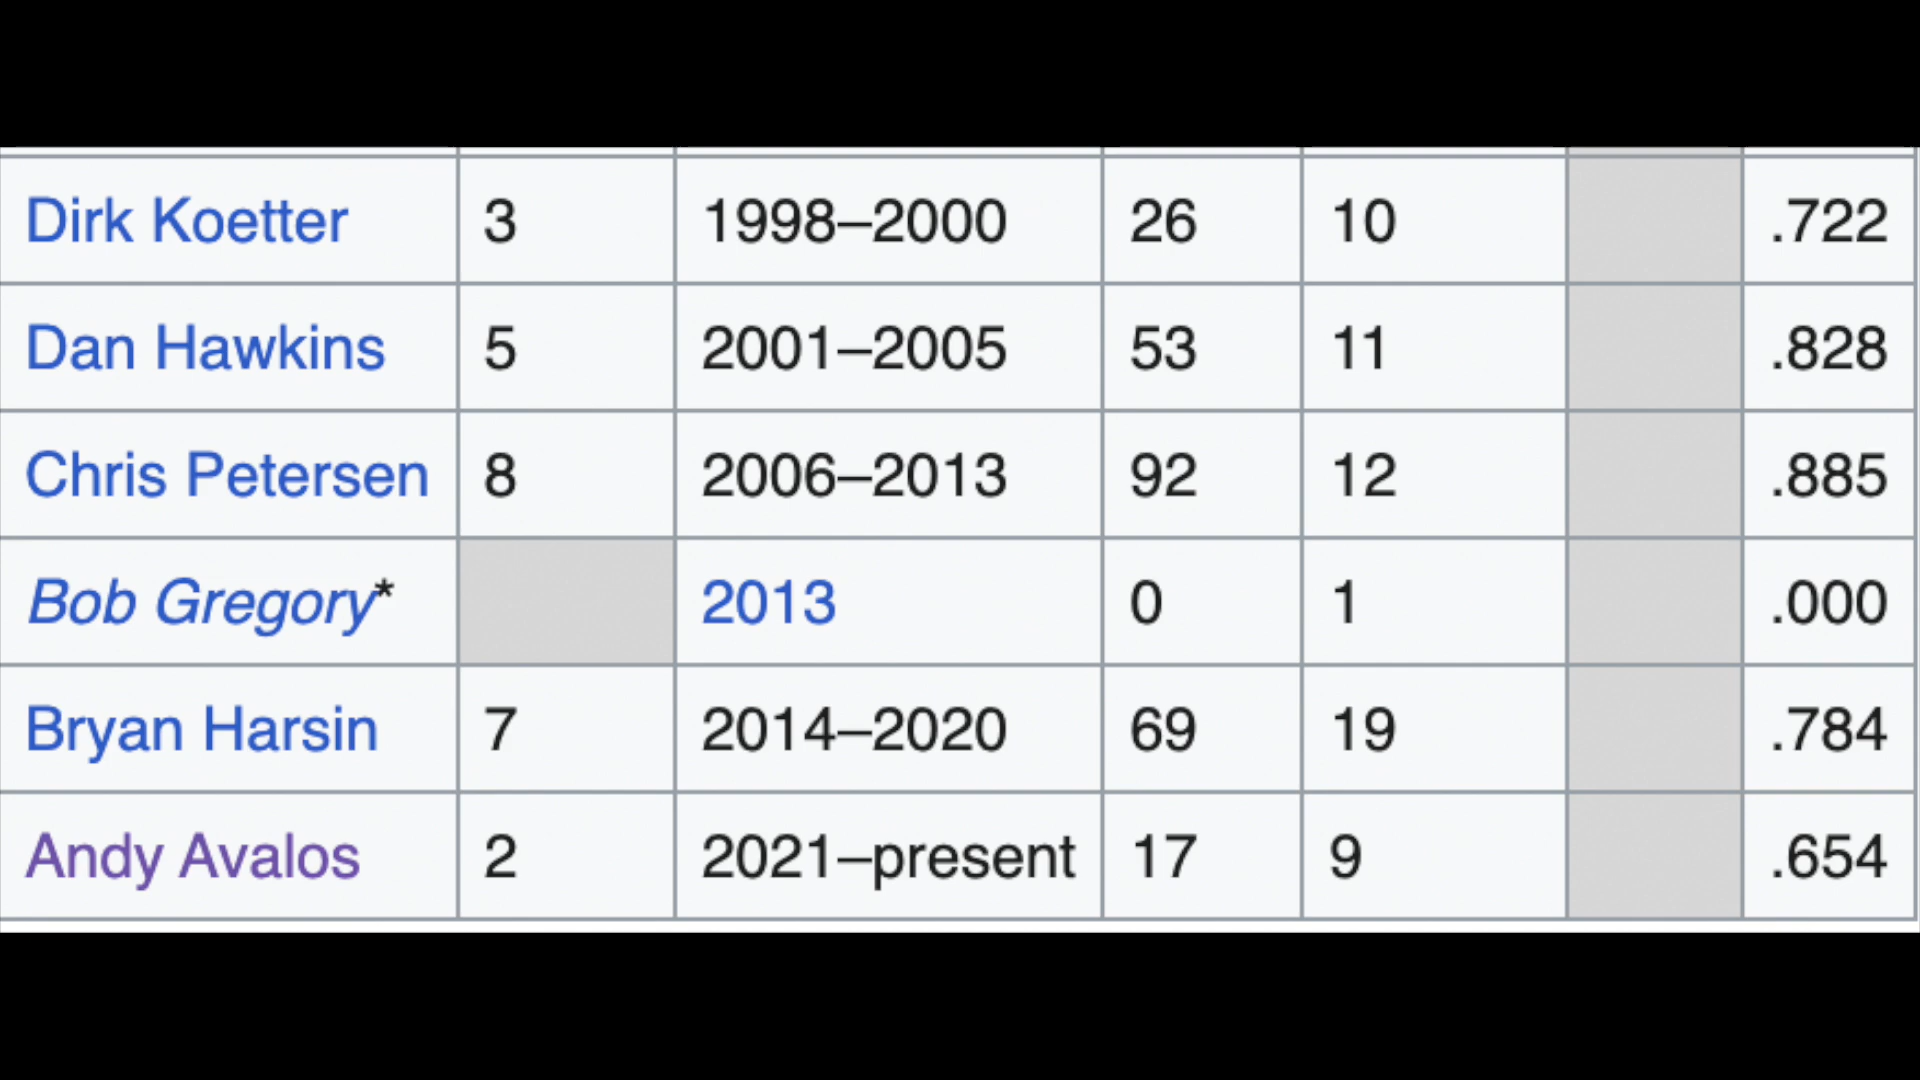 Dirk Koetter 3 1998–2000 26 10 .722
Dan Hawkins 5 2001–2005 53 11 .828
Chris Petersen 8 2006–2013 92 12 .885
Bob Gregory* 2013 0 1 .000
Bryan Harsin 7 2014–2020 69 19 .784
Andy Avalos 2 2021–present 17 9 .654